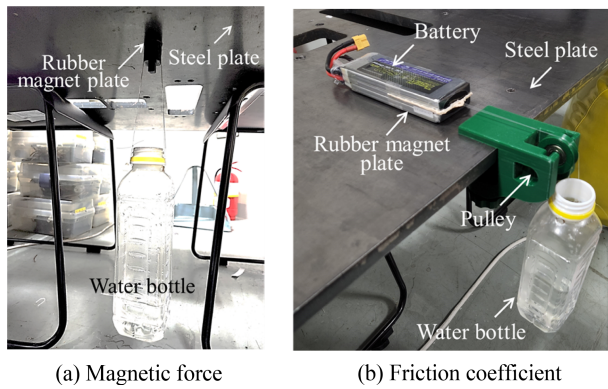 Rubber
magnet plate
Steel plate
Water bottle
(a) Magnetic force
Battery
Steel plate
Rubber magnet
plate
Pulley
Water bottle
(b) Friction coefficient